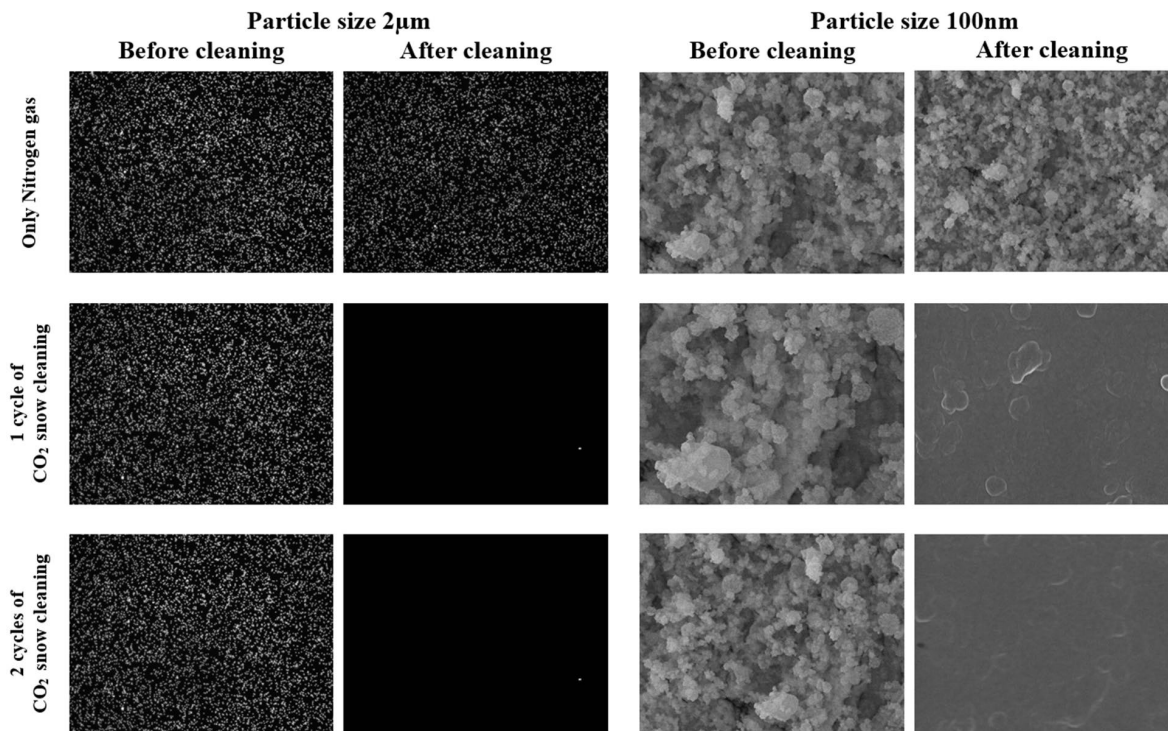 Particle size 2µm
Particle size 100nm
Before cleaning
After cleaning
Before cleaning
After cleaning
Only Nitrogen gas
1 cycle of
CO₂ snow cleaning
2 cycles of
CO₂ snow cleaning